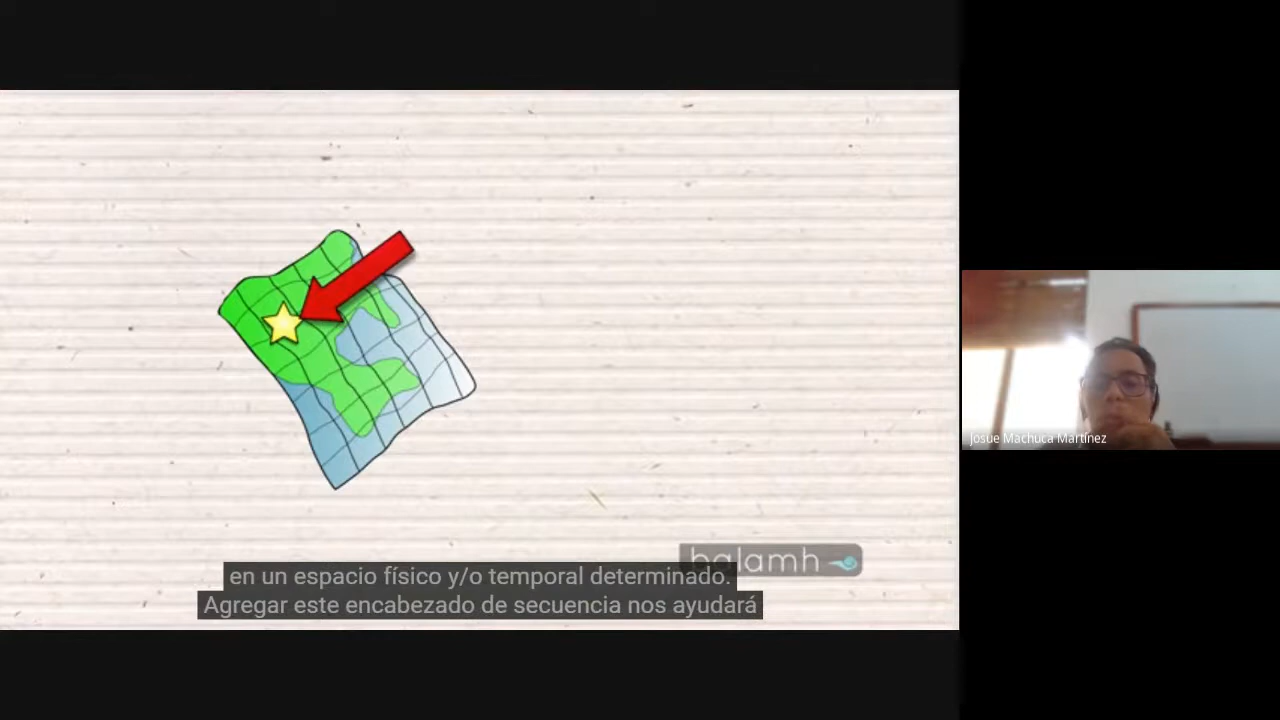 balamh
en un espacio físico y/o temporal determinado.
Agregar este encabezado de secuencia nos ayudará
Josue Machuca Martínez